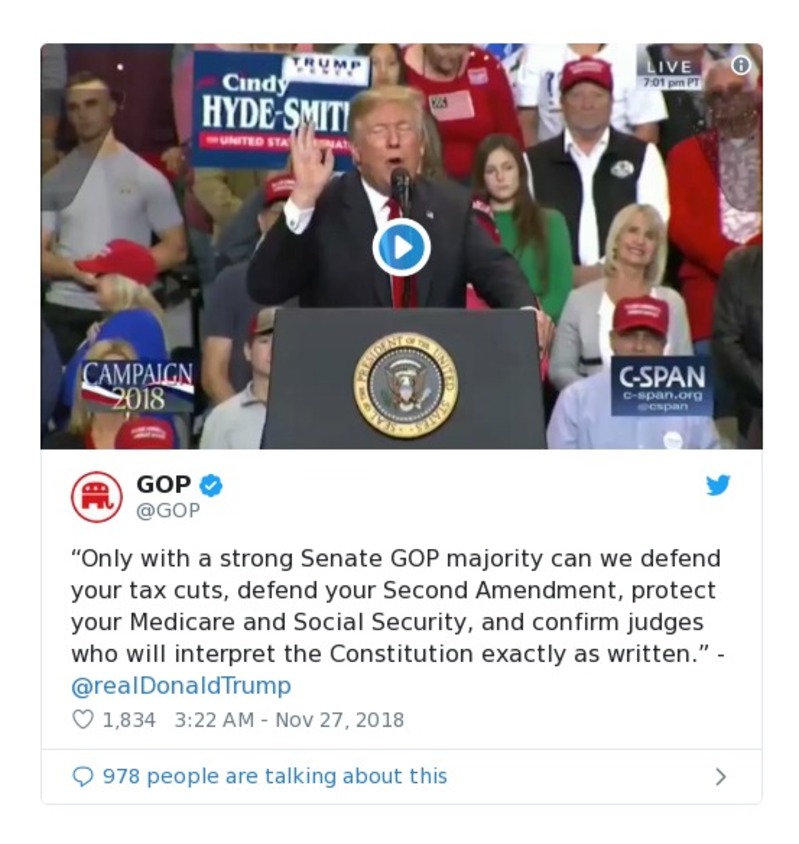 TRUMP
PENCE
Cindy
HYDE-SMITH
UNITED STA NATE
LIVE
7:01 pm PT
CAMPAIGN
2018
PRESIDENT OF THE UNITED
STATES
SEAL OF THE
C-SPAN
c-span.org
@cspan
GOP
@GOP
“Only with a strong Senate GOP majority can we defend
your tax cuts, defend your Second Amendment, protect
your Medicare and Social Security, and confirm judges
who will interpret the Constitution exactly as written.” -
@realDonaldTrump
1,834 3:22 AM - Nov 27, 2018
978 people are talking about this